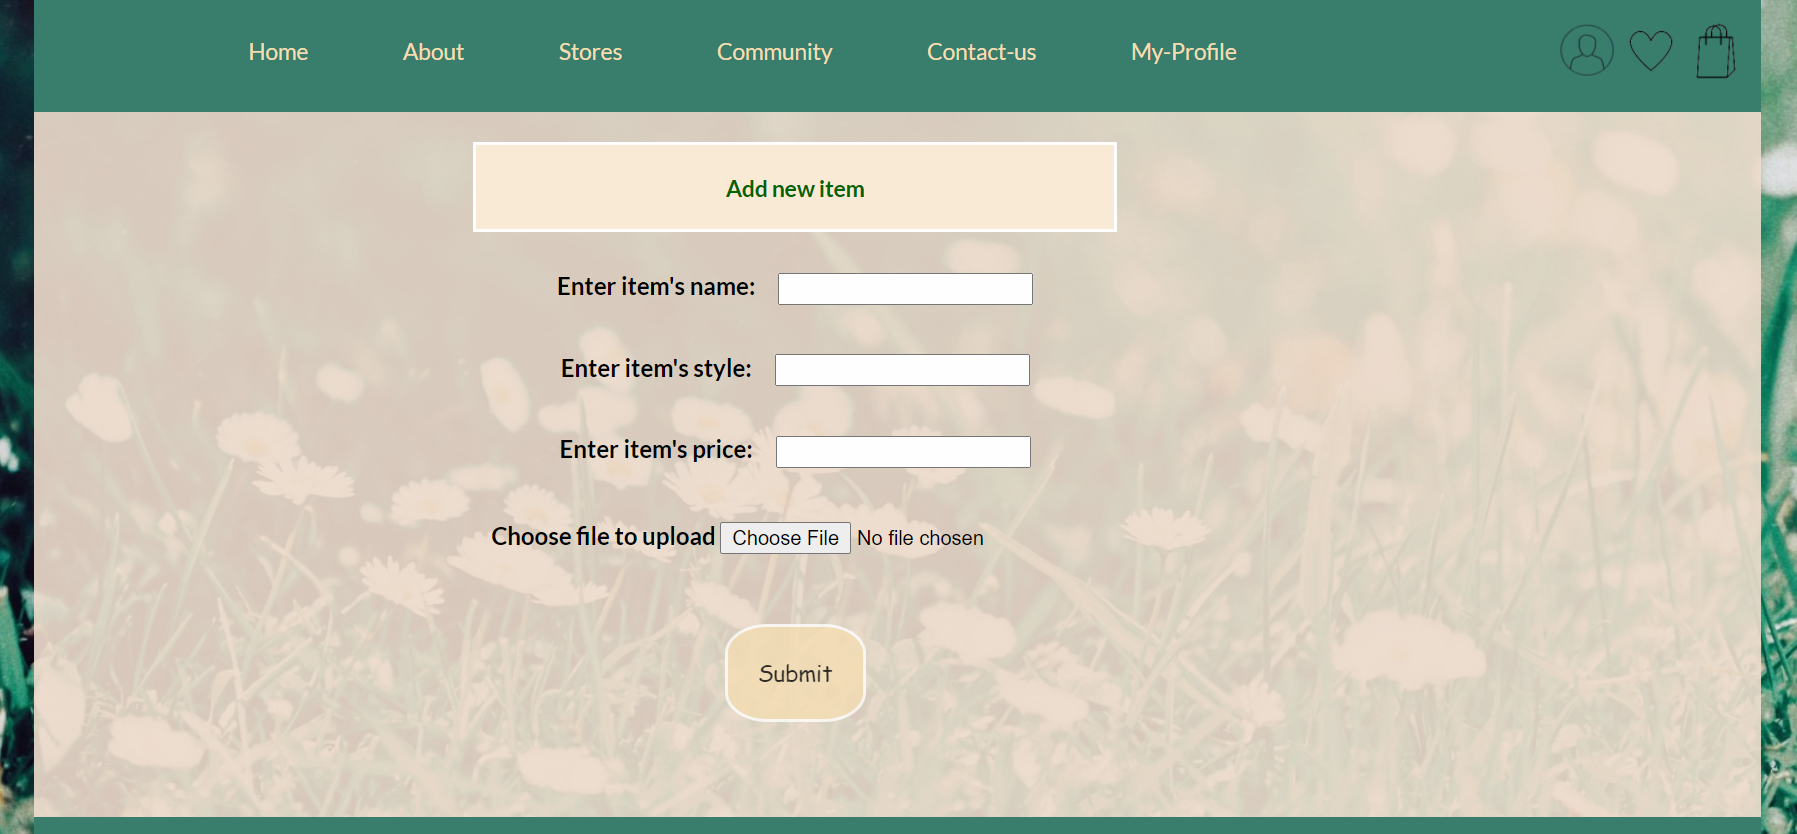 Home About Stores Community Contact-us My-Profile
Add new item
Enter item's name:
Enter item's style:
Enter item's price:
Choose file to upload Choose File No file chosen
Submit